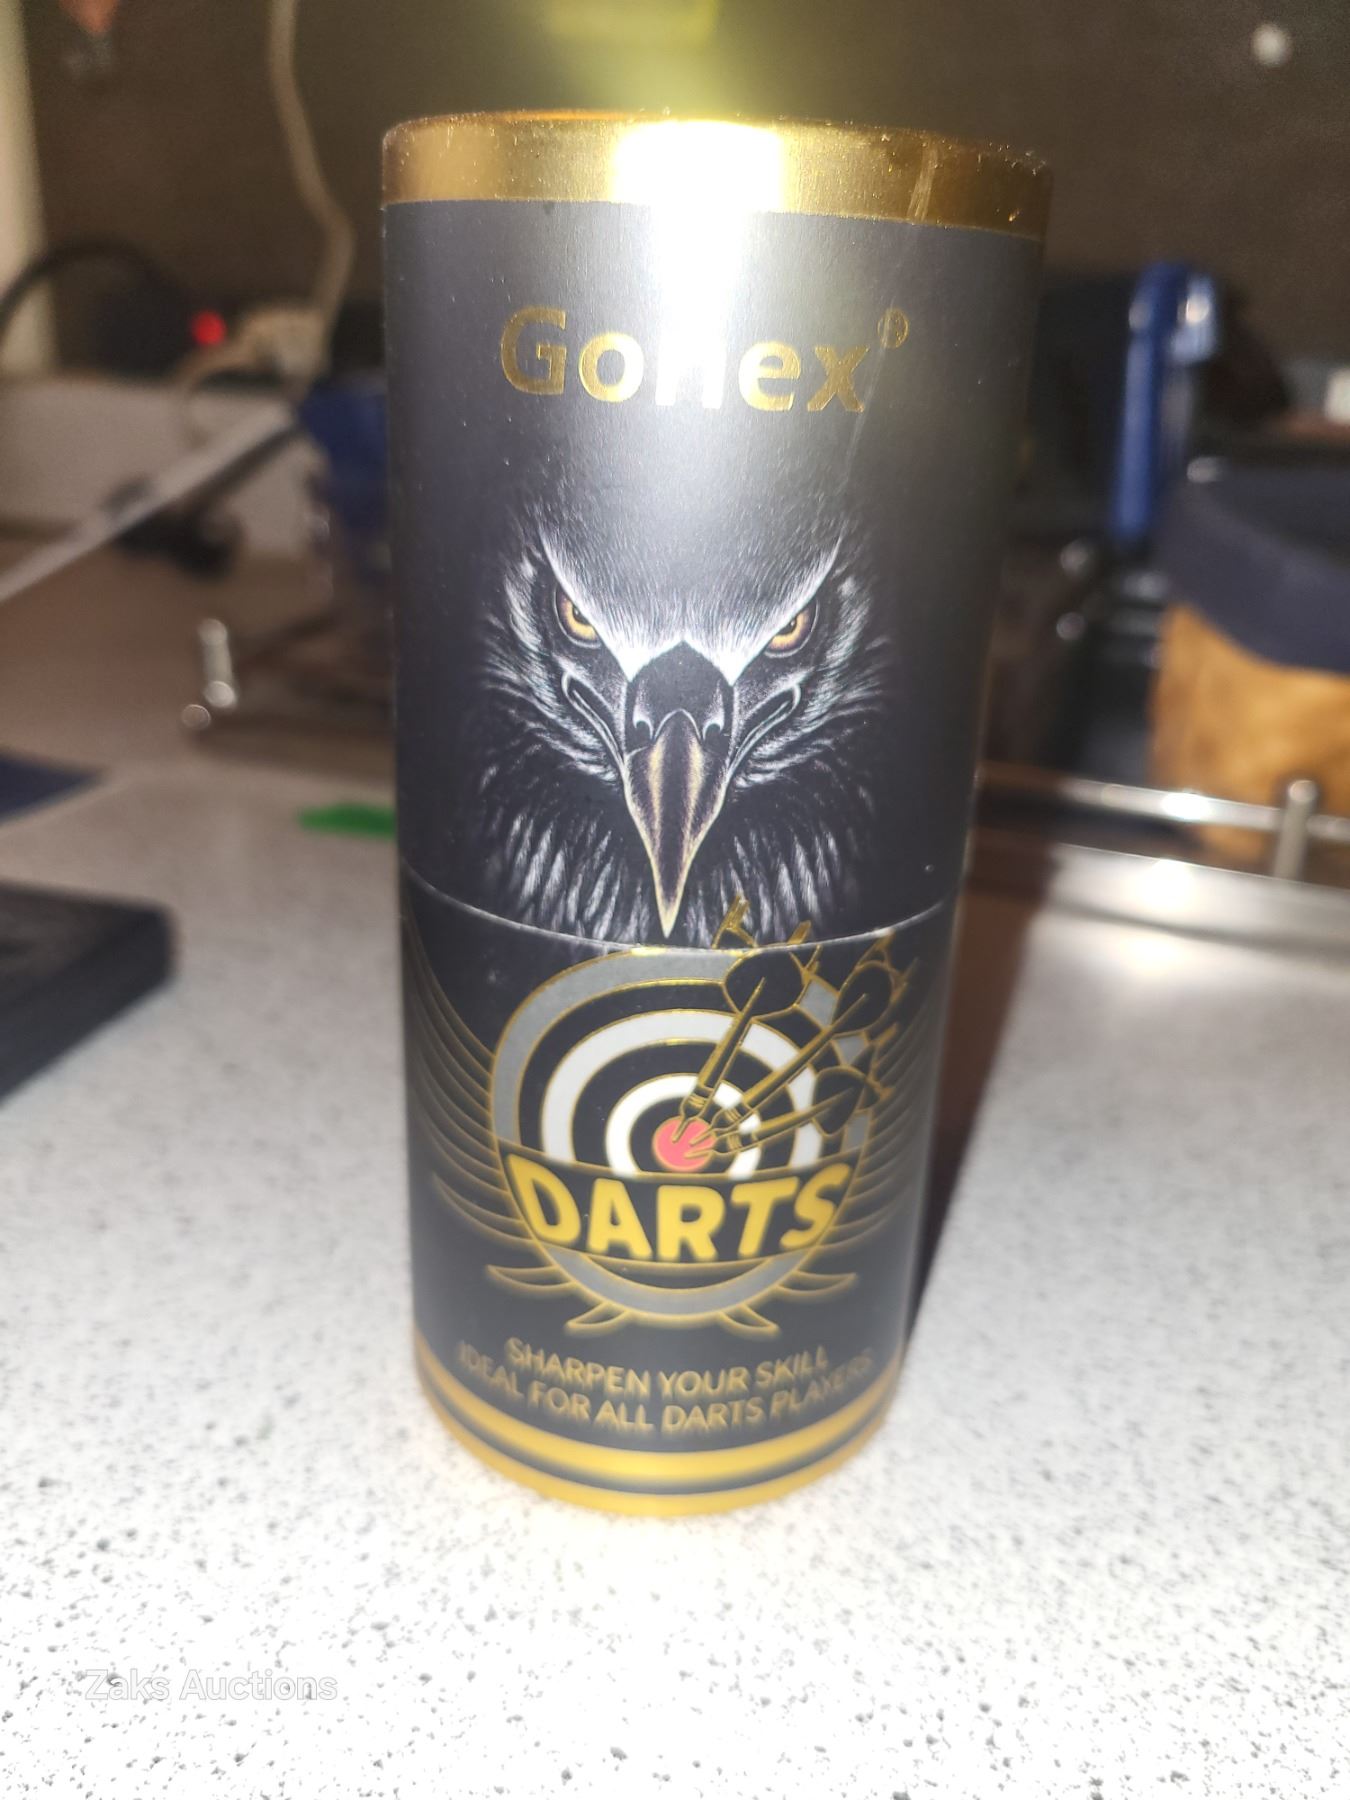 Gonex®
DARTS
SHARPEN YOUR SKILL
IDEAL FOR ALL DARTS PLAYERS
Zaks Auctions